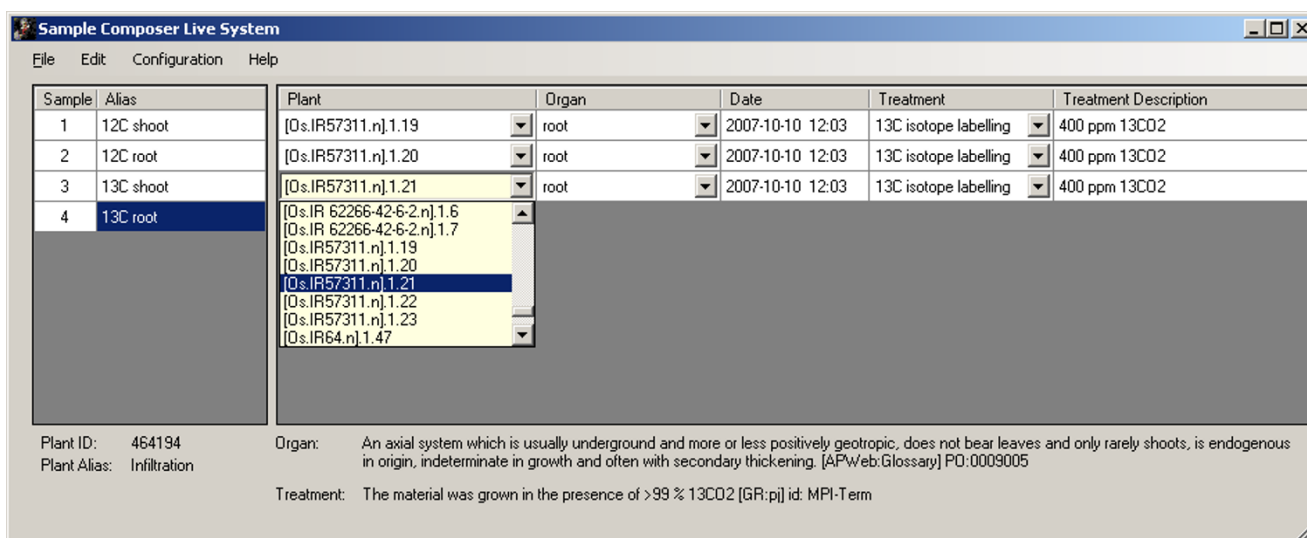 Sample Composer Live System
File Edit Configuration Help
Sample Alias
1 12C shoot
2 12C root
3 13C shoot
4 13C root
Plant Organ Date Treatment Treatment Description
[Os.IR57311.n].1.19 root 2007-10-10 12:03 13C isotope labelling 400 ppm 13CO2
[Os.IR57311.n].1.20 root 2007-10-10 12:03 13C isotope labelling 400 ppm 13CO2
[Os.IR57311.n].1.21 root 2007-10-10 12:03 13C isotope labelling 400 ppm 13CO2
[Os.IR 62266-42-6-2.n].1.6
[Os.IR 62266-42-6-2.n].1.7
[Os.IR57311.n].1.19
[Os.IR57311.n].1.20
[Os.IR57311.n].1.21
[Os.IR57311.n].1.22
[Os.IR57311.n].1.23
[Os.IR64.n].1.47
Plant ID: 464194
Plant Alias: Infiltration
Organ: An axial system which is usually underground and more or less positively geotropic, does not bear leaves and only rarely shoots, is endogenous
in origin, indeterminate in growth and often with secondary thickening. [APWeb:Glossary] PO:0009005
Treatment: The material was grown in the presence of >99 % 13CO2 [GR:pj] id: MPI-Term